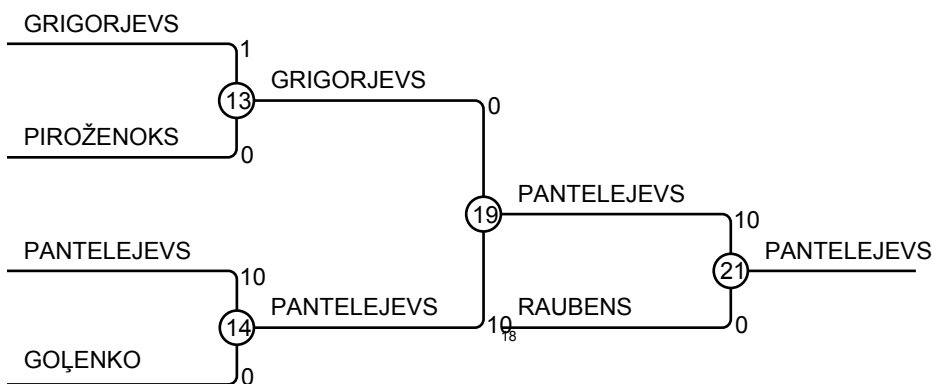 GRIGORJEVS
1
13
GRIGORJEVS
0
PIROŽENOKS
0
19
PANTELEJEVS
10
PANTELEJEVS
10
21
PANTELEJEVS
14
PANTELEJEVS
10
18
RAUBENS
0
GOĻENKO
0